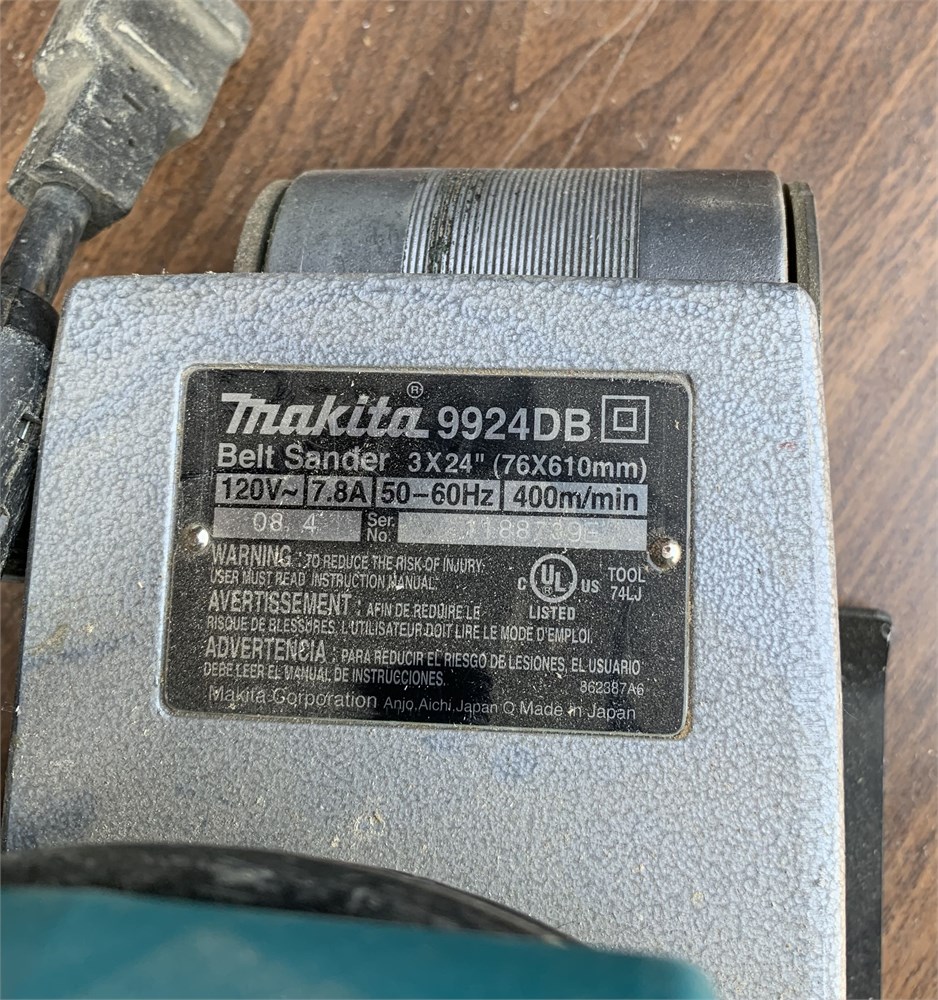 makita® 9924DB
Belt Sander 3X24" (76X610mm)
120V~ 7.8A 50-60Hz 400m/min
08. 4 Ser. No.
WARNING : TO REDUCE THE RISK OF INJURY:
USER MUST READ INSTRUCTION MANUAL.
C UL US LISTED TOOL 74LJ
AVERTISSEMENT : AFIN DE REDUIRE LE
RISQUE DE BLESSURES, L'UTILISATEUR DOIT LIRE LE MODE D'EMPLOI.
ADVERTENCIA : PARA REDUCIR EL RIESGO DE LESIONES, EL USUARIO
DEBE LEER EL MANUAL DE INSTRUCCIONES.
862387A6
Makita Corporation Anjo, Aichi, Japan O Made in Japan